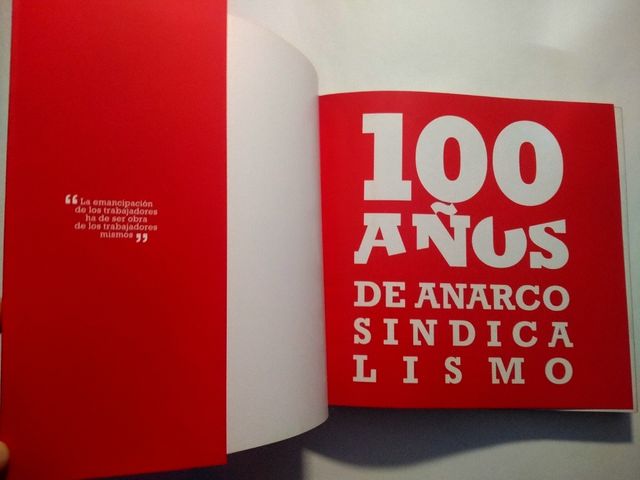 “ La emancipación
de los trabajadores
ha de ser obra
de los trabajadores
mismos ”
100
AÑOS
DE ANARCO
SINDICA
LISMO